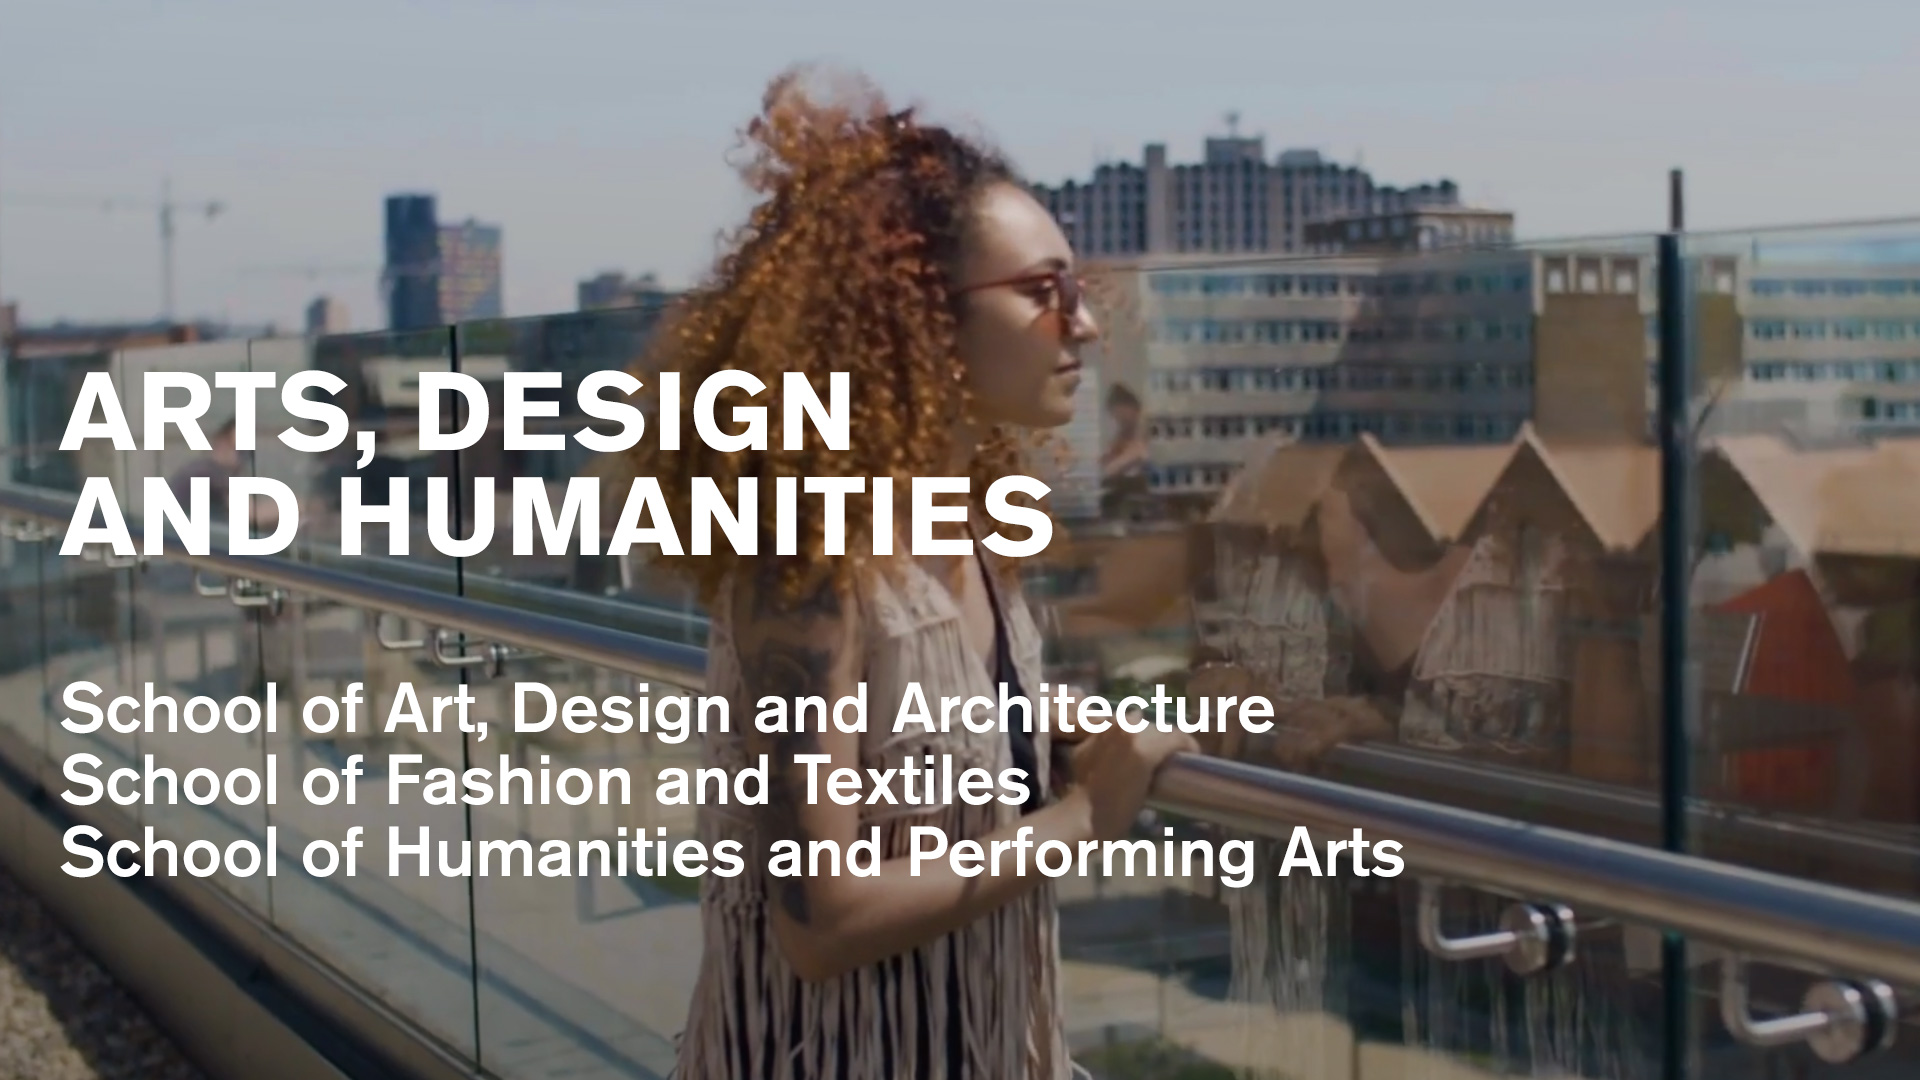 ARTS, DESIGN
AND HUMANITIES
School of Art, Design and Architecture
School of Fashion and Textiles
School of Humanities and Performing Arts